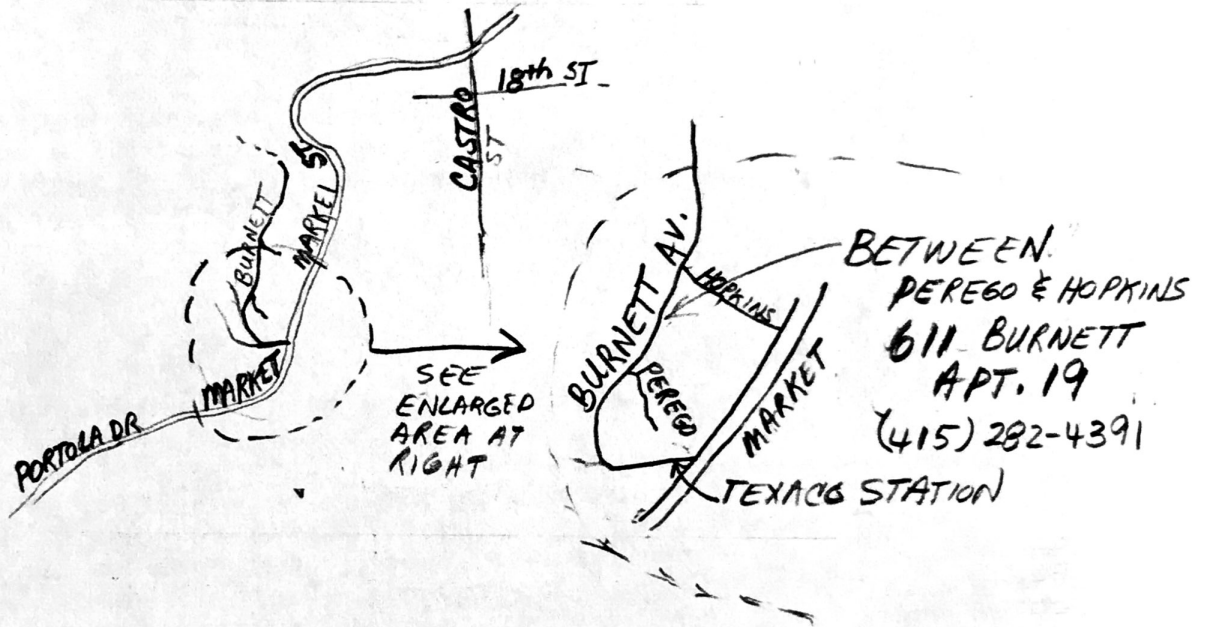 18th ST
CASTRO
ST
MARKET ST
BURNETT
MARKET
PORTOLA DR
SEE
ENLARGED
AREA AT
RIGHT
BURNETT AV.
HOPKINS
PEREGO
MARKET
TEXACO STATION
BETWEEN
PEREGO & HOPKINS
611 BURNETT
APT. 19
(415) 282-4391